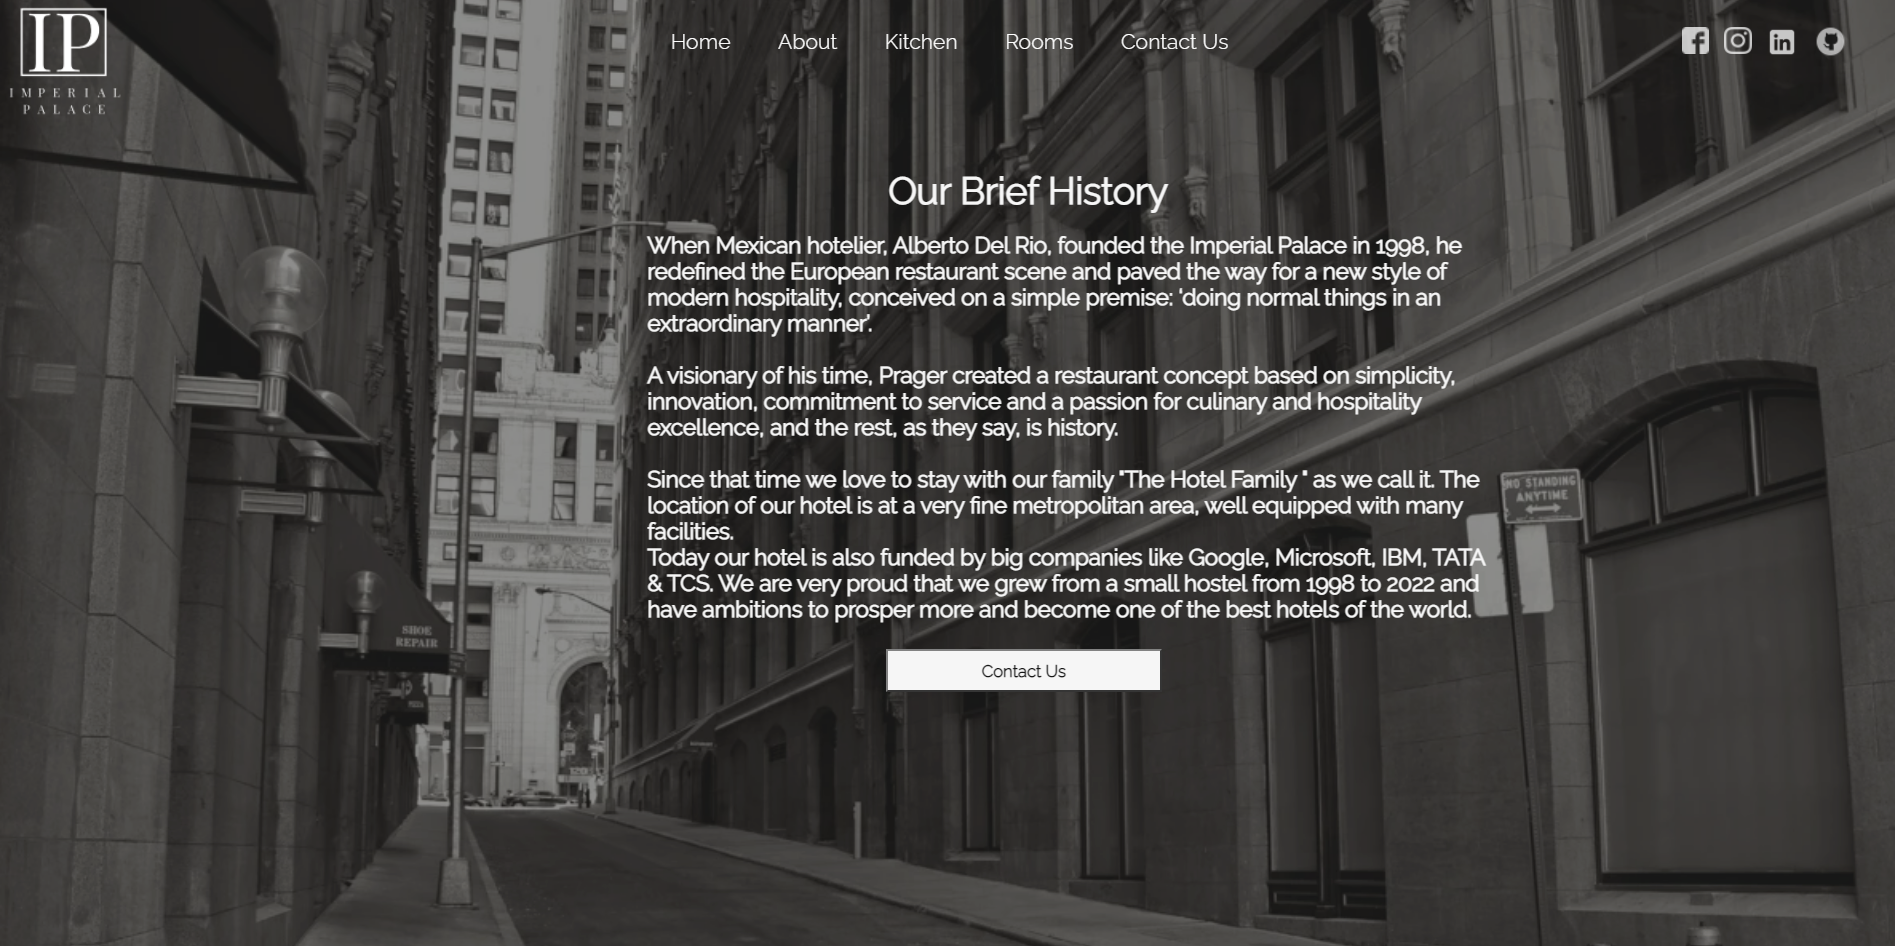 IP
IMPERIAL
PALACE
Home About Kitchen Rooms Contact Us
Our Brief History
When Mexican hotelier, Alberto Del Rio, founded the Imperial Palace in 1998, he
redefined the European restaurant scene and paved the way for a new style of
modern hospitality, conceived on a simple premise: 'doing normal things in an
extraordinary manner'.
A visionary of his time, Prager created a restaurant concept based on simplicity,
innovation, commitment to service and a passion for culinary and hospitality
excellence, and the rest, as they say, is history.
Since that time we love to stay with our family "The Hotel Family " as we call it. The
location of our hotel is at a very fine metropolitan area, well equipped with many
facilities.
Today our hotel is also funded by big companies like Google, Microsoft, IBM, TATA
& TCS. We are very proud that we grew from a small hostel from 1998 to 2022 and
have ambitions to prosper more and become one of the best hotels of the world.
Contact Us
NO STANDING
ANYTIME
SHOE
REPAIR